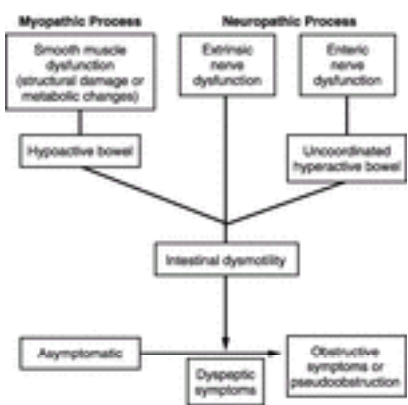 Myopathic Process
Neuropathic Process
Smooth muscle
dysfunction
(structural damage or
metabolic changes)
Extrinsic
nerve
dysfunction
Enteric
nerve
dysfunction
Hypoactive bowel
Uncoordinated
hyperactive bowel
Intestinal dysmotility
Asymptomatic
Dyspeptic
symptoms
Obstructive
symptoms or
pseudoobstruction